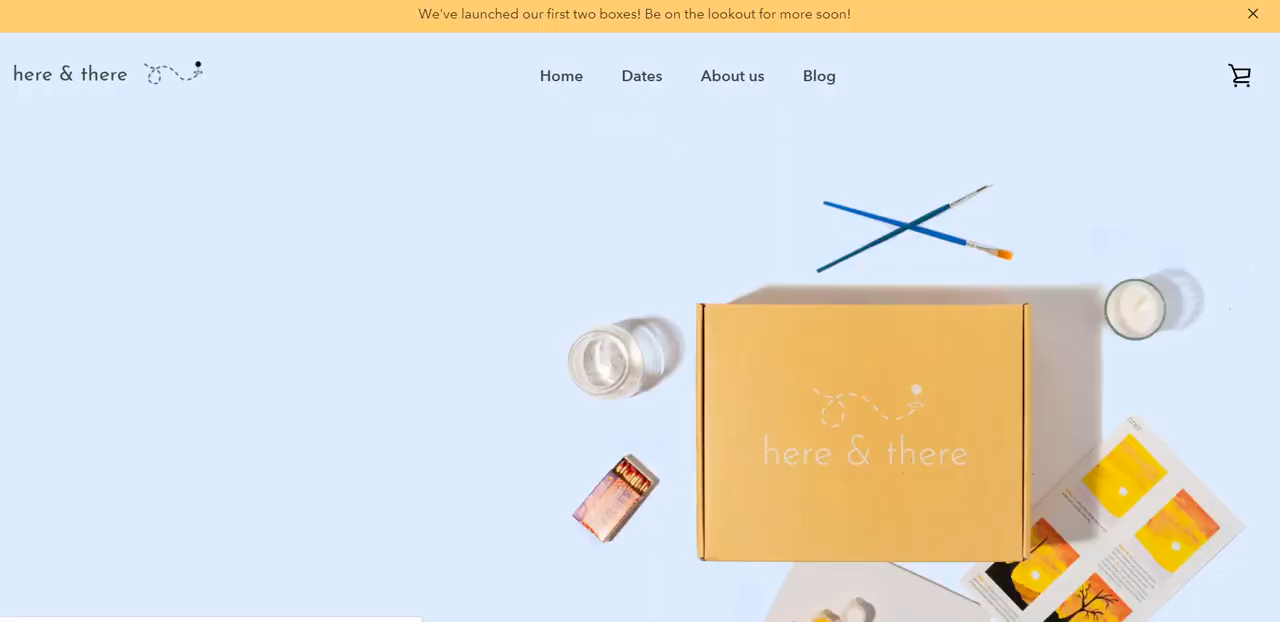 We've launched our first two boxes! Be on the lookout for more soon!
here & there
Home
Dates
About us
Blog
here & there